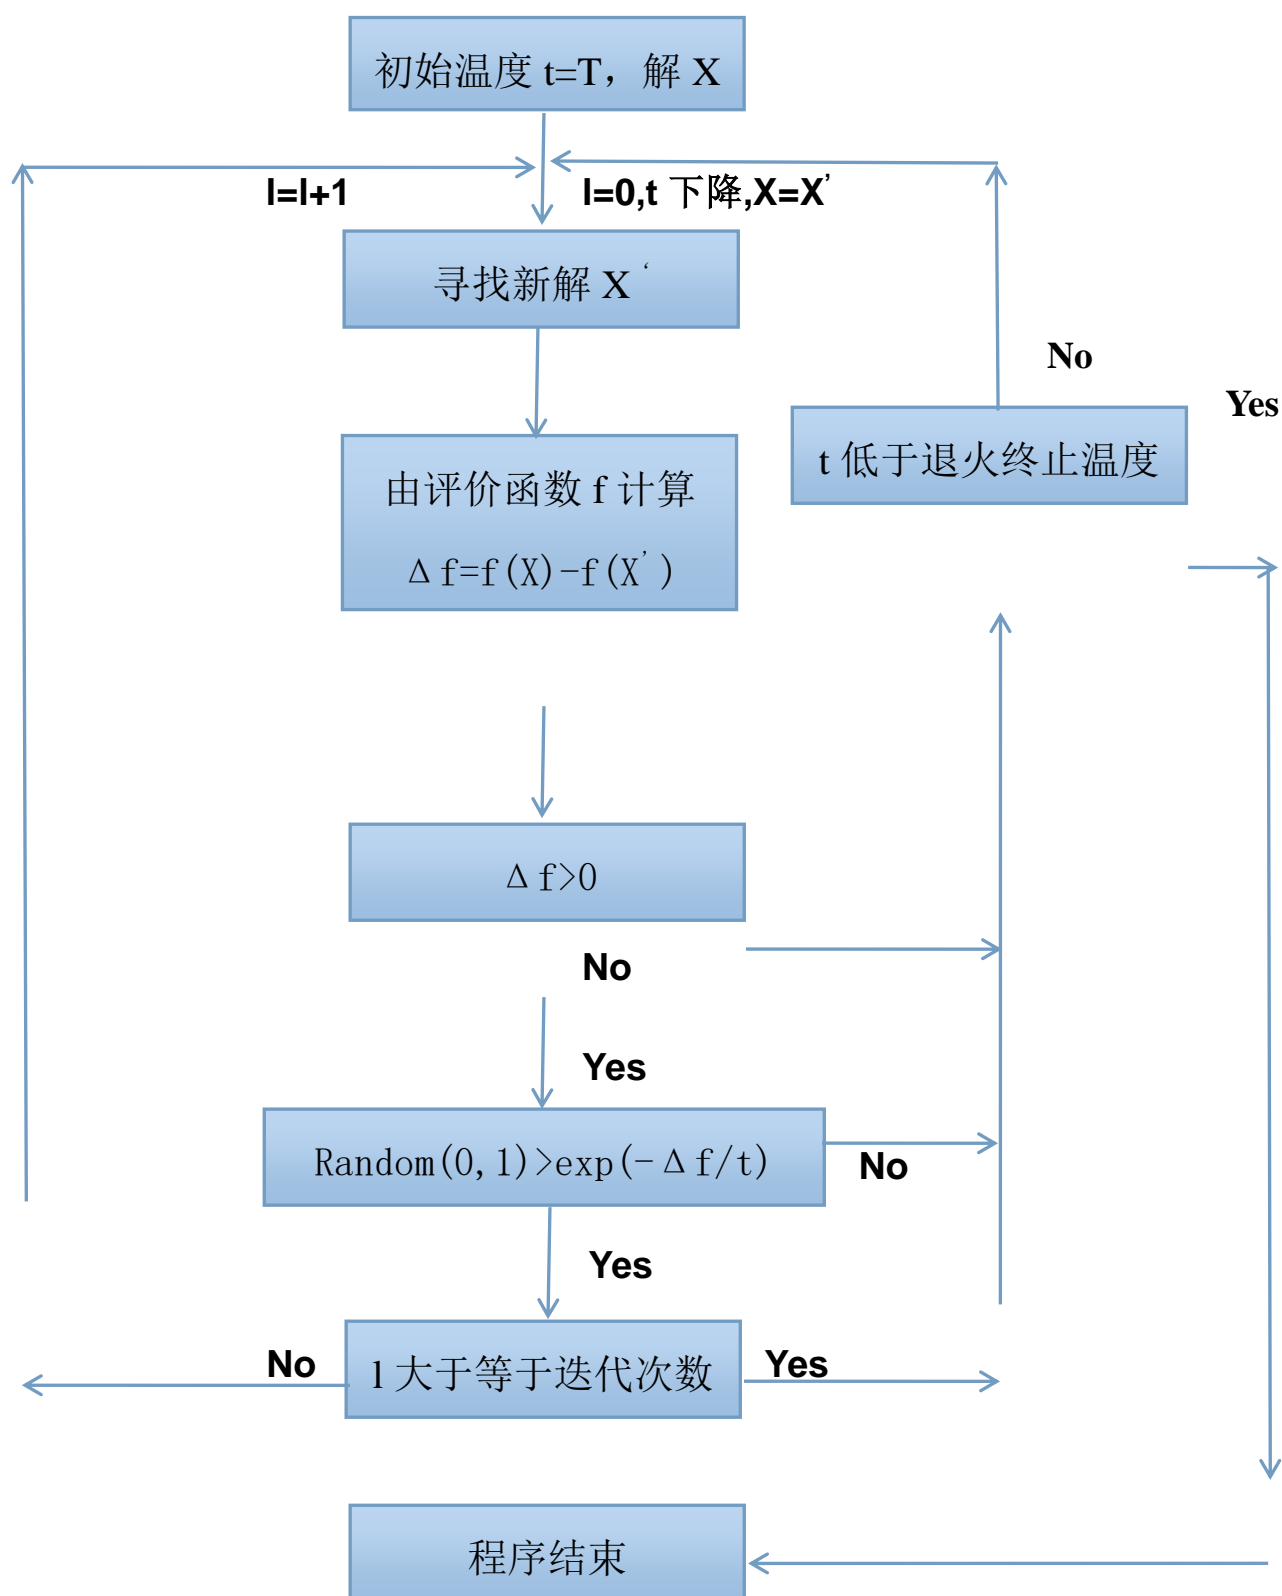 初始温度 t=T，解 X
l=l+1
l=0,t 下降,X=X’
寻找新解 X‘
No
Yes
t 低于退火终止温度
由评价函数 f 计算
Δf=f(X)-f(X’)
Δf>0
No
Yes
Random(0,1)>exp(-Δf/t)
No
Yes
No
l 大于等于迭代次数
Yes
程序结束